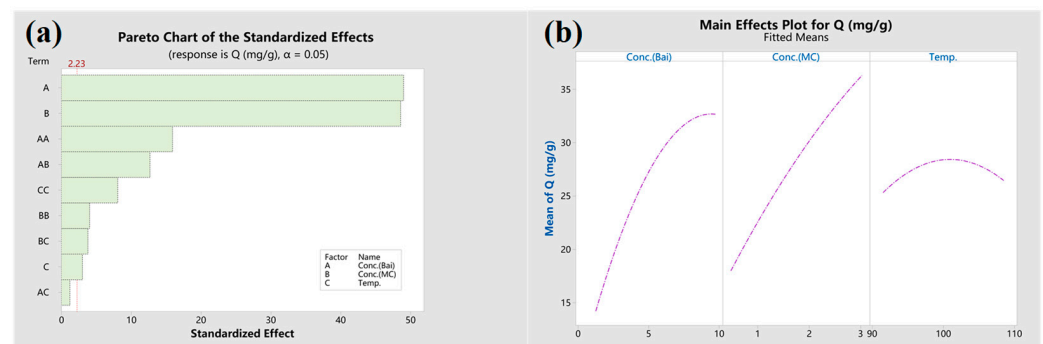 (a)
Pareto Chart of the Standardized Effects
(response is Q (mg/g), α = 0.05)
Term
2.23
A
B
AA
AB
CC
BB
BC
C
AC
Factor Name
A Conc.(Bai)
B Conc.(MC)
C Temp.
0 10 20 30 40 50
Standardized Effect
(b)
Main Effects Plot for Q (mg/g)
Fitted Means
Conc.(Bai) Conc.(MC) Temp.
Mean of Q (mg/g)
35
30
25
20
15
0 5 10 1 2 3 90 100 110